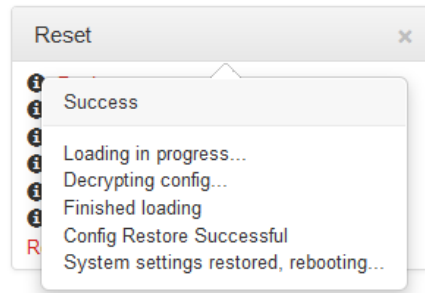 Reset
×
Success
Loading in progress...
Decrypting config...
Finished loading
Config Restore Successful
System settings restored, rebooting...